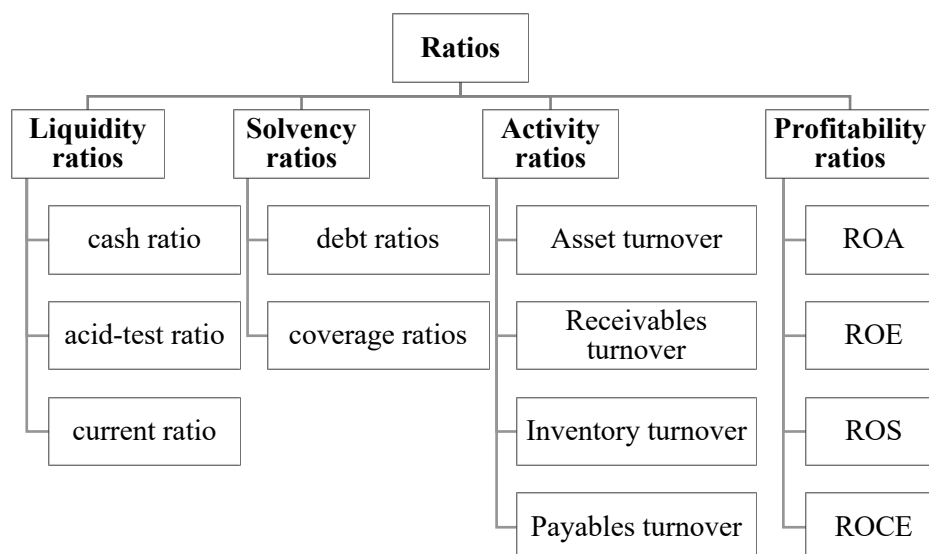 Ratios
Liquidity
ratios
cash ratio
acid-test ratio
current ratio
Solvency
ratios
debt ratios
coverage ratios
Activity
ratios
Asset turnover
Receivables
turnover
Inventory turnover
Payables turnover
Profitability
ratios
ROA
ROE
ROS
ROCE